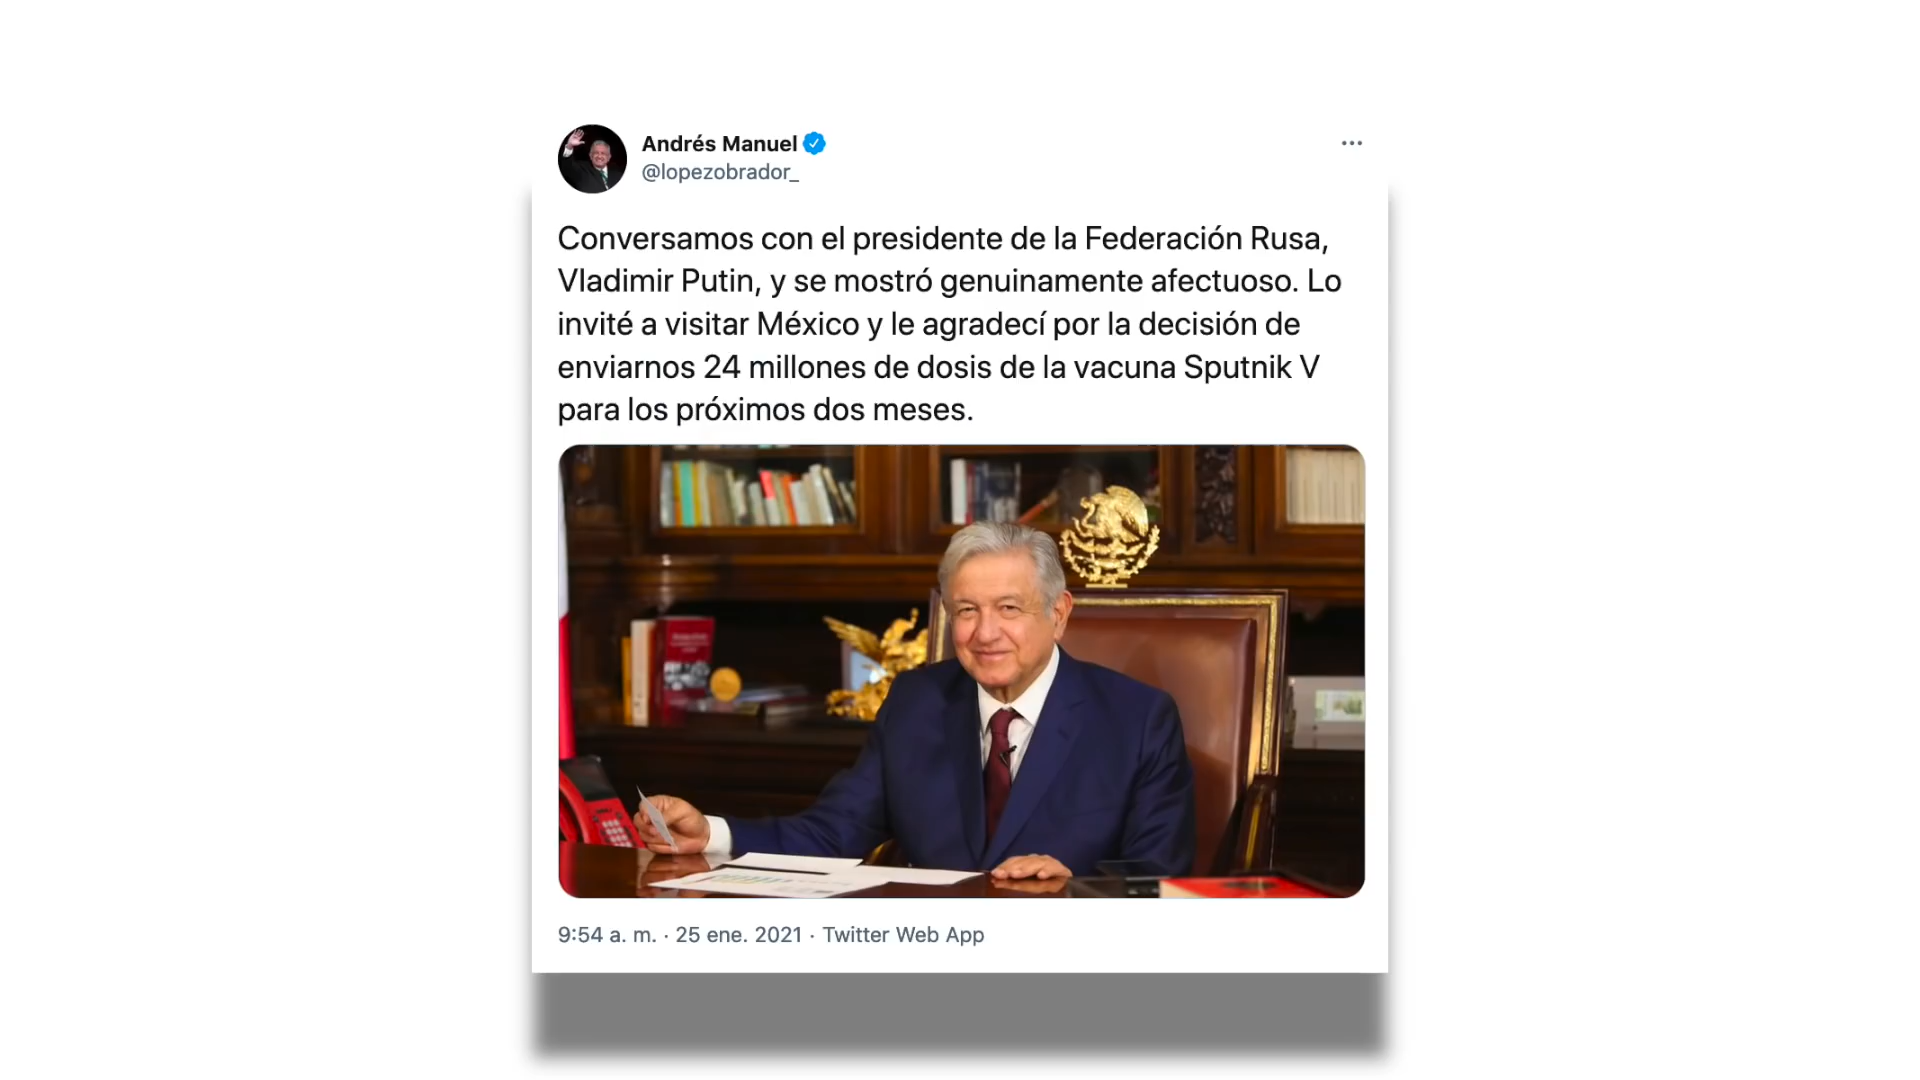 Andrés Manuel
@lopezobrador_
Conversamos con el presidente de la Federación Rusa,
Vladimir Putin, y se mostró genuinamente afectuoso. Lo
invité a visitar México y le agradecí por la decisión de
enviarnos 24 millones de dosis de la vacuna Sputnik V
para los próximos dos meses.
9:54 a. m. · 25 ene. 2021 · Twitter Web App